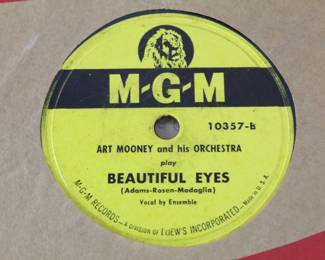 M-G-M
10357-B
ART MOONEY and his ORCHESTRA
play
BEAUTIFUL EYES
(Adams-Rosen-Madaglia)
Vocal by Ensemble
M-G-M RECORDS — A DIVISION OF LOEW'S INCORPORATED — Made in U. S. A.